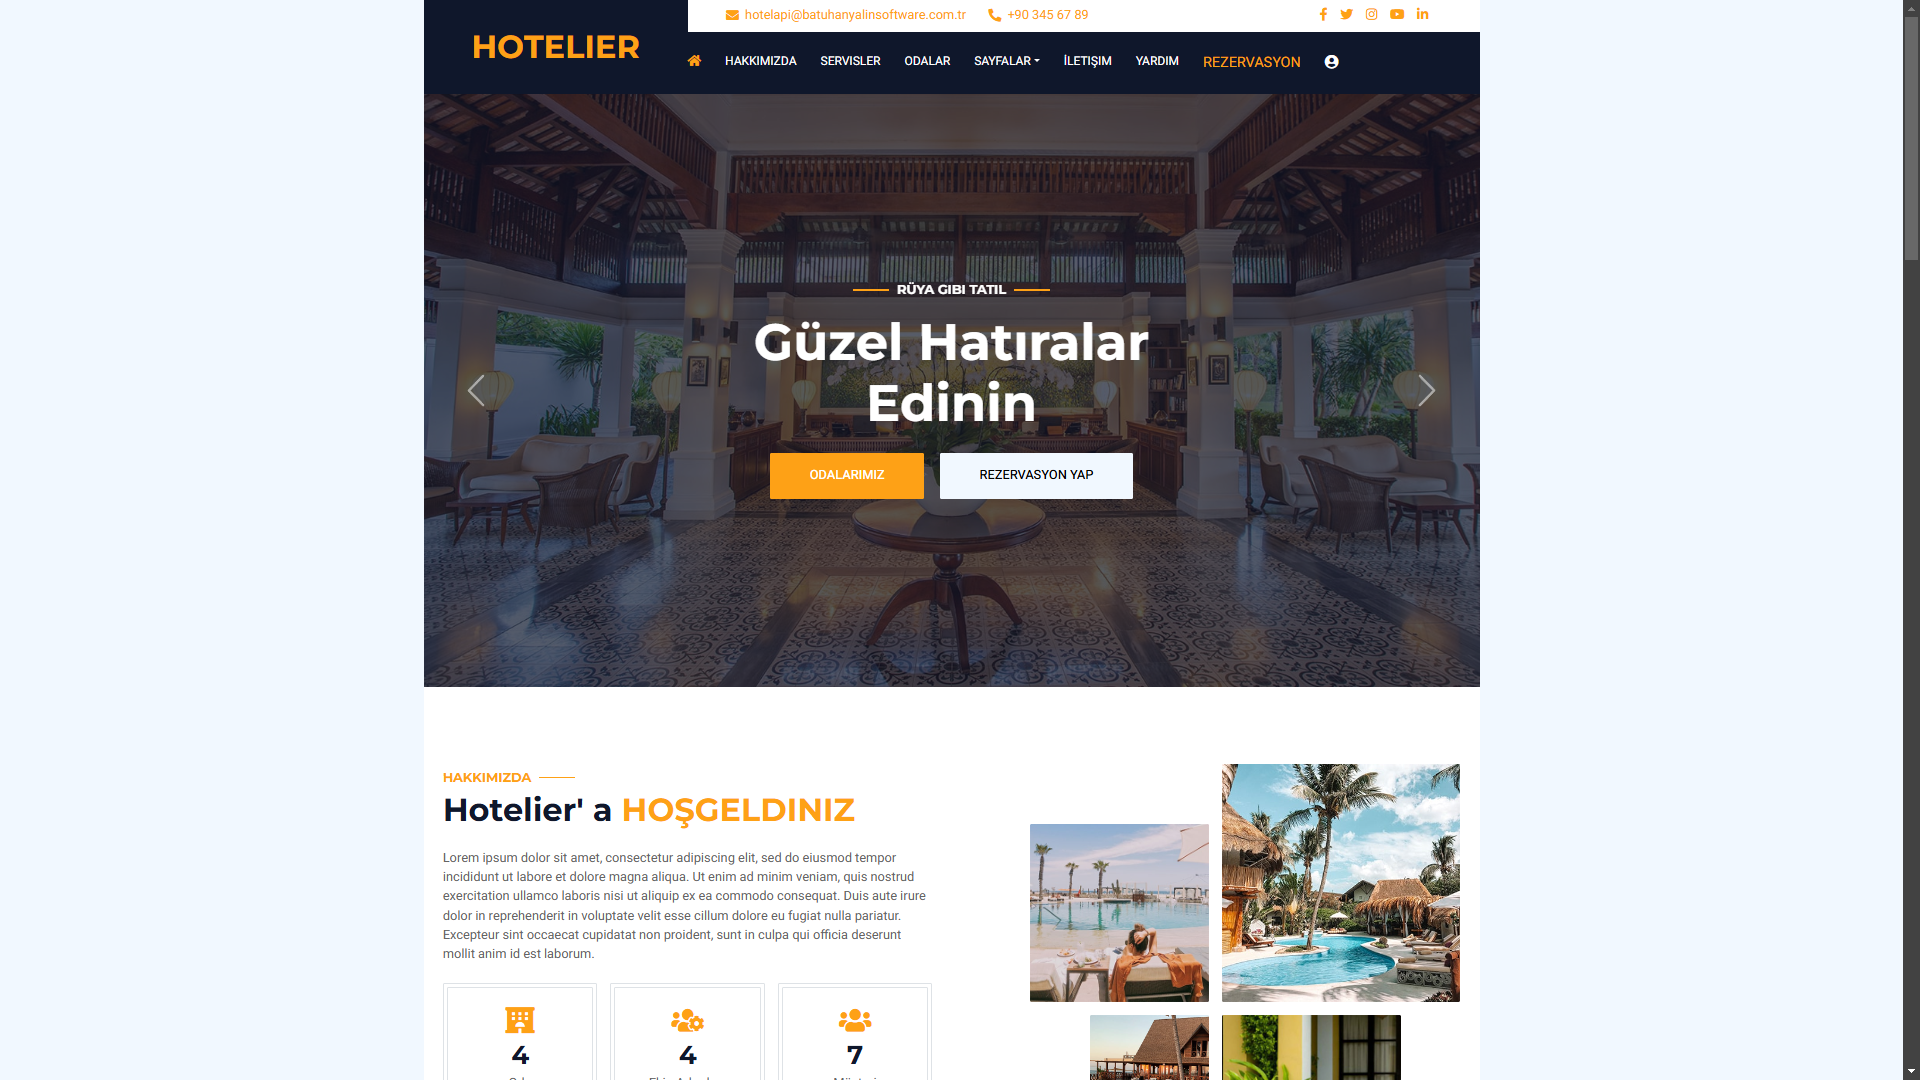 HOTELIER
hotelapi@batuhanyalinsoftware.com.tr
+90 345 67 89
HAKKIMIZDA
SERVISLER
ODALAR
SAYFALAR
İLETIŞIM
YARDIM
REZERVASYON
RÜYA GIBI TATIL
Güzel Hatıralar
Edinin
ODALARIMIZ
REZERVASYON YAP
HAKKIMIZDA
Hotelier' a HOŞGELDINIZ
Lorem ipsum dolor sit amet, consectetur adipiscing elit, sed do eiusmod tempor
incididunt ut labore et dolore magna aliqua. Ut enim ad minim veniam, quis nostrud
exercitation ullamco laboris nisi ut aliquip ex ea commodo consequat. Duis aute irure
dolor in reprehenderit in voluptate velit esse cillum dolore eu fugiat nulla pariatur.
Excepteur sint occaecat cupidatat non proident, sunt in culpa qui officia deserunt
mollit anim id est laborum.
4
4
7